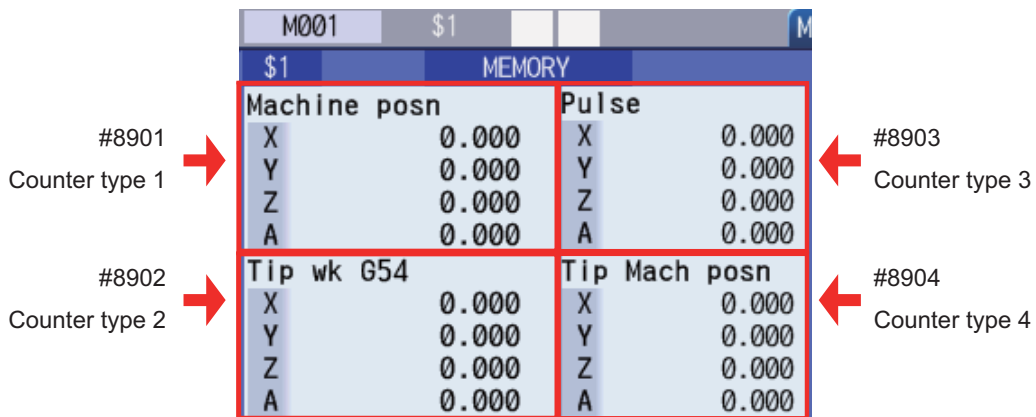 MØØ1 $1 M
$1 MEMORY
#8901
Counter type 1
Machine posn
X 0.000
Y 0.000
Z 0.000
A 0.000
Pulse
X 0.000
Y 0.000
Z 0.000
A 0.000
#8903
Counter type 3
#8902
Counter type 2
Tip wk G54
X 0.000
Y 0.000
Z 0.000
A 0.000
Tip Mach posn
X 0.000
Y 0.000
Z 0.000
A 0.000
#8904
Counter type 4